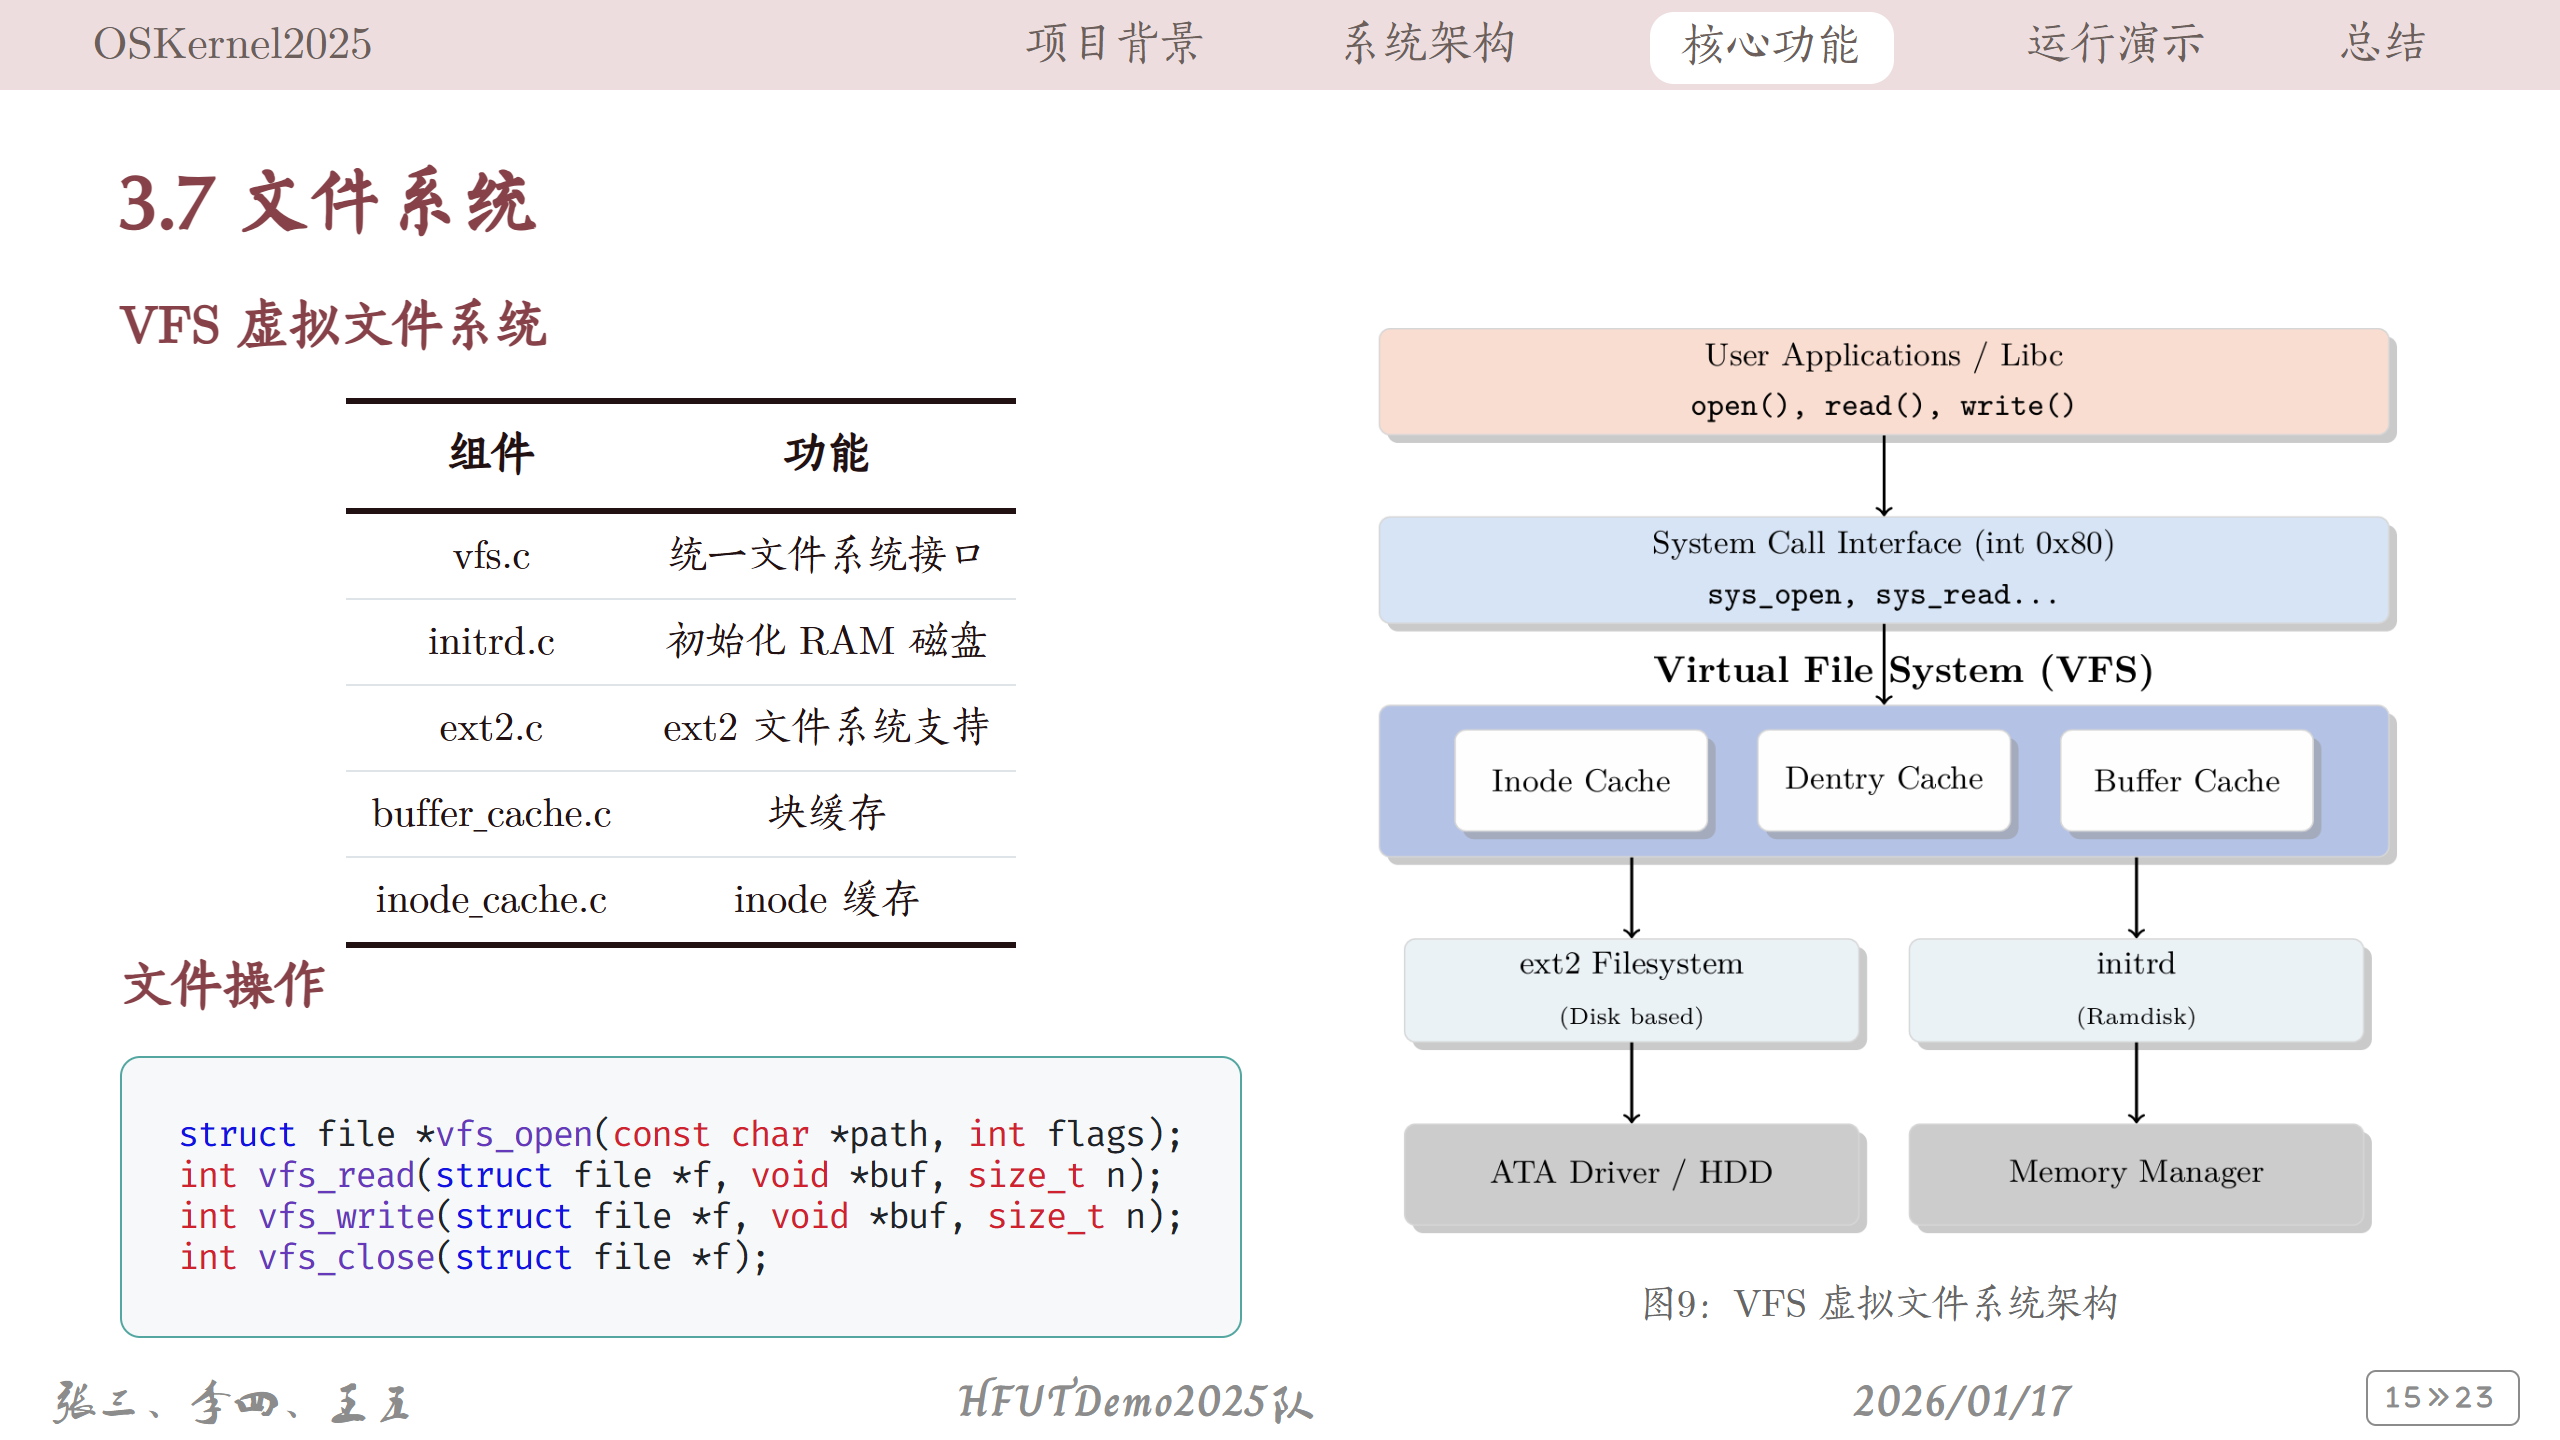 OSKernel2025 项目背景 系统架构 核心功能 运行演示 总结
3.7 文件系统
VFS 虚拟文件系统
组件 功能
vfs.c 统一文件系统接口
initrd.c 初始化 RAM 磁盘
ext2.c ext2 文件系统支持
buffer_cache.c 块缓存
inode_cache.c inode 缓存
文件操作
struct file *vfs_open(const char *path, int flags);
int vfs_read(struct file *f, void *buf, size_t n);
int vfs_write(struct file *f, void *buf, size_t n);
int vfs_close(struct file *f);
User Applications / Libc
open(), read(), write()
System Call Interface (int 0x80)
sys_open, sys_read...
Virtual File System (VFS)
Inode Cache Dentry Cache Buffer Cache
ext2 Filesystem
(Disk based)
initrd
(Ramdisk)
ATA Driver / HDD
Memory Manager
图9：VFS 虚拟文件系统架构
张三、李四、王五 HFUTDemo2025队 2026/01/17 15»23